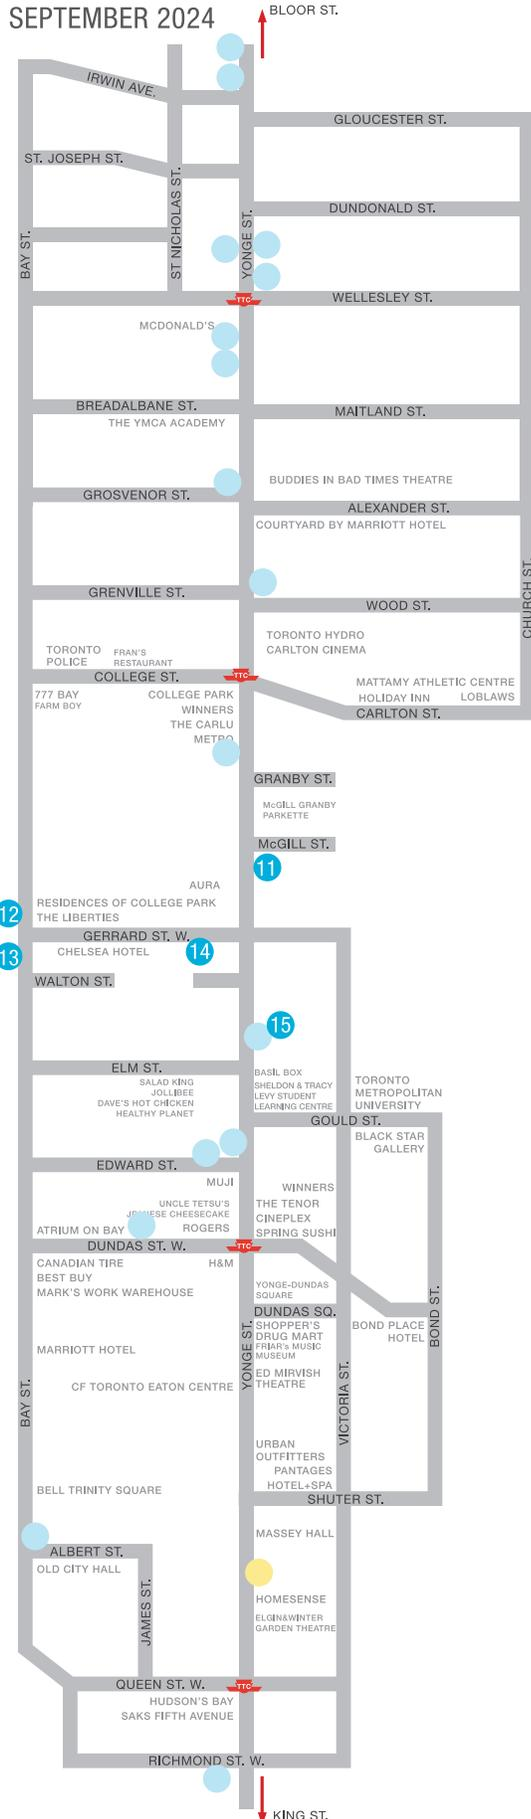 SEPTEMBER 2024
BLOOR ST.
IRWIN AVE.
GLOUCESTER ST.
ST. JOSEPH ST.
ST NICHOLAS ST.
DUNDONALD ST.
BAY ST.
YONGE ST.
TTC
WELLESLEY ST.
MCDONALD'S
BREADALBANE ST.
MAITLAND ST.
THE YMCA ACADEMY
BUDDIES IN BAD TIMES THEATRE
GROSVENOR ST.
ALEXANDER ST.
COURTYARD BY MARRIOTT HOTEL
CHURCH ST.
GRENVILLE ST.
WOOD ST.
TORONTO HYDRO
CARLTON CINEMA
TORONTO
POLICE
FRAN'S
RESTAURANT
COLLEGE ST.
TTC
MATTAMY ATHLETIC CENTRE
HOLIDAY INN
LOBLAWS
CARLTON ST.
777 BAY
FARM BOY
COLLEGE PARK
WINNERS
THE CARLU
METRO
GRANBY ST.
McGILL GRANBY
PARKETTE
McGILL ST.
11
AURA
12
RESIDENCES OF COLLEGE PARK
THE LIBERTIES
GERRARD ST. W.
13
CHELSEA HOTEL
14
WALTON ST.
15
ELM ST.
SALAD KING
JOLLIBEE
DAVE'S HOT CHICKEN
HEALTHY PLANET
BASIL BOX
SHELDON & TRACY
LEVY STUDENT
LEARNING CENTRE
TORONTO
METROPOLITAN
UNIVERSITY
GOULD ST.
BLACK STAR
GALLERY
EDWARD ST.
MUJI
WINNERS
UNCLE TETSU'S
JAPANESE CHEESECAKE
THE TENOR
CINEPLEX
ATRIUM ON BAY
ROGERS
SPRING SUSHI
DUNDAS ST. W.
TTC
CANADIAN TIRE
BEST BUY
MARK'S WORK WAREHOUSE
H&M
YONGE-DUNDAS
SQUARE
DUNDAS SQ.
BOND ST.
SHOPPER'S
DRUG MART
FRIAR's MUSIC
MUSEUM
BOND PLACE
HOTEL
YONGE ST.
MARRIOTT HOTEL
ED MIRVISH
THEATRE
CF TORONTO EATON CENTRE
BAY ST.
VICTORIA ST.
URBAN
OUTFITTERS
PANTAGES
HOTEL+SPA
BELL TRINITY SQUARE
SHUTER ST.
MASSEY HALL
ALBERT ST.
OLD CITY HALL
JAMES ST.
HOMESENSE
ELGIN&WINTER
GARDEN THEATRE
QUEEN ST. W.
TTC
HUDSON'S BAY
SAKS FIFTH AVENUE
RICHMOND ST. W.
KING ST.